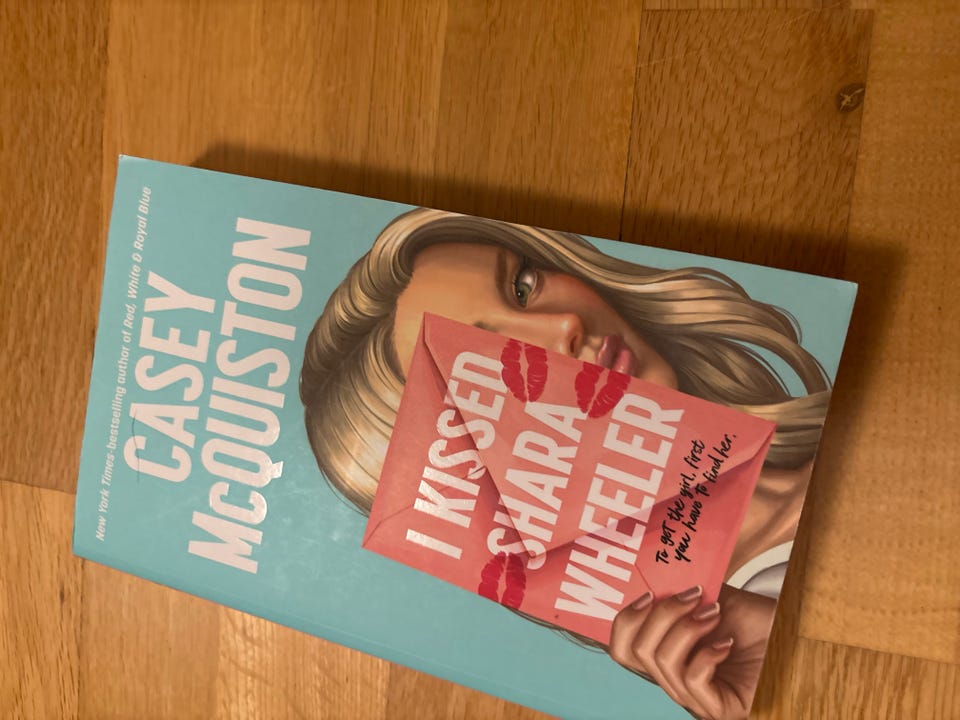 New York Times-bestselling author of Red, White & Royal Blue
CASEY
McQUISTON
I KISSED
SHARA
WHEELER
To get the girl, first
you have to find her.